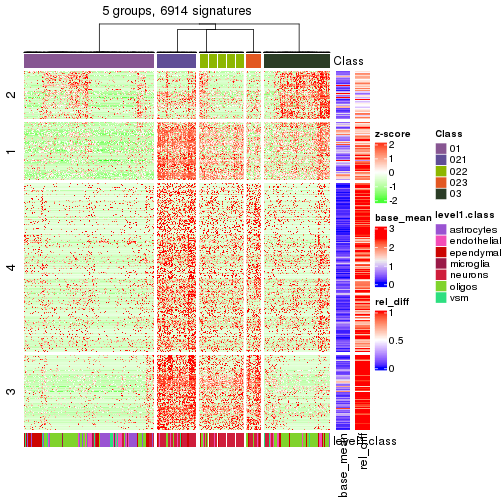 5 groups, 6914 signatures
Class
2
1
4
3
z-score
2
1
0
-1
-2
base_mean
3
2
1
0
rel_diff
1
0.5
0
Class
01
021
022
023
03
level1.class
astrocytes
endothelial
ependymal
microglia
neurons
oligos
vsm
level1.class
base_mean
rel_diff